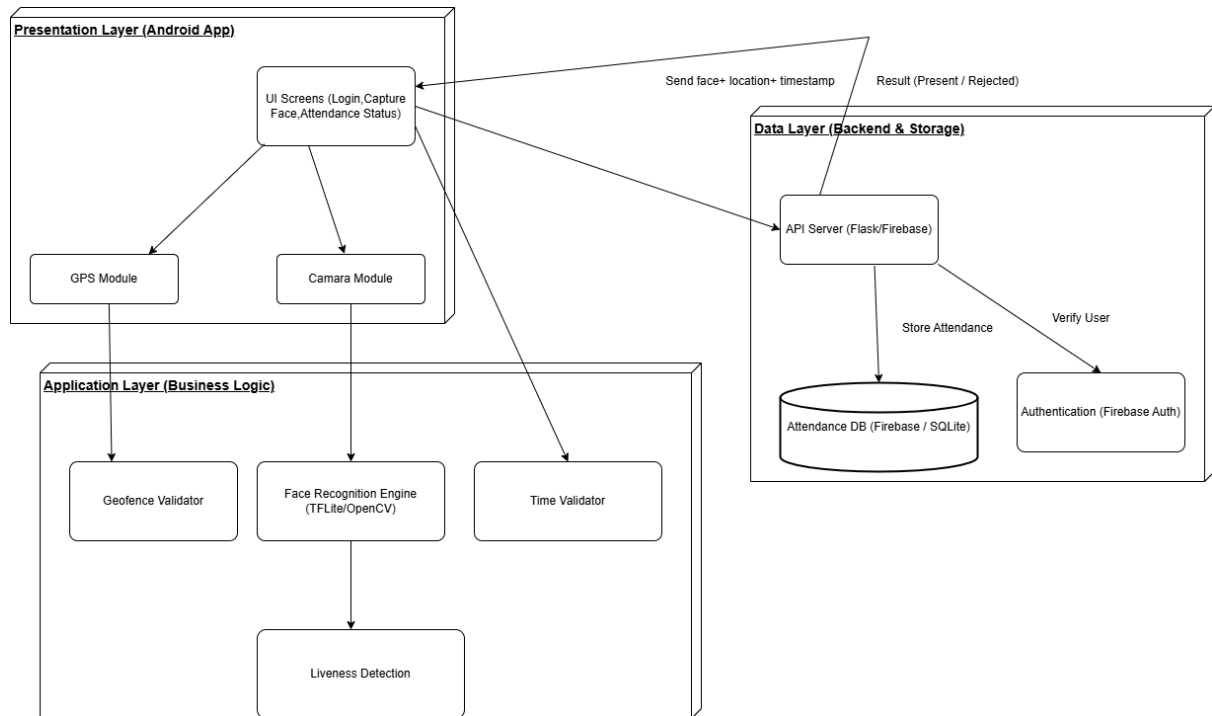 Presentation Layer (Android App)
UI Screens (Login,Capture
Face,Attendance Status)
GPS Module
Camara Module
Send face+ location+ timestamp
Result (Present / Rejected)
Data Layer (Backend & Storage)
API Server (Flask/Firebase)
Store Attendance
Verify User
Attendance DB (Firebase / SQLite)
Authentication (Firebase Auth)
Application Layer (Business Logic)
Geofence Validator
Face Recognition Engine
(TFLite/OpenCV)
Time Validator
Liveness Detection